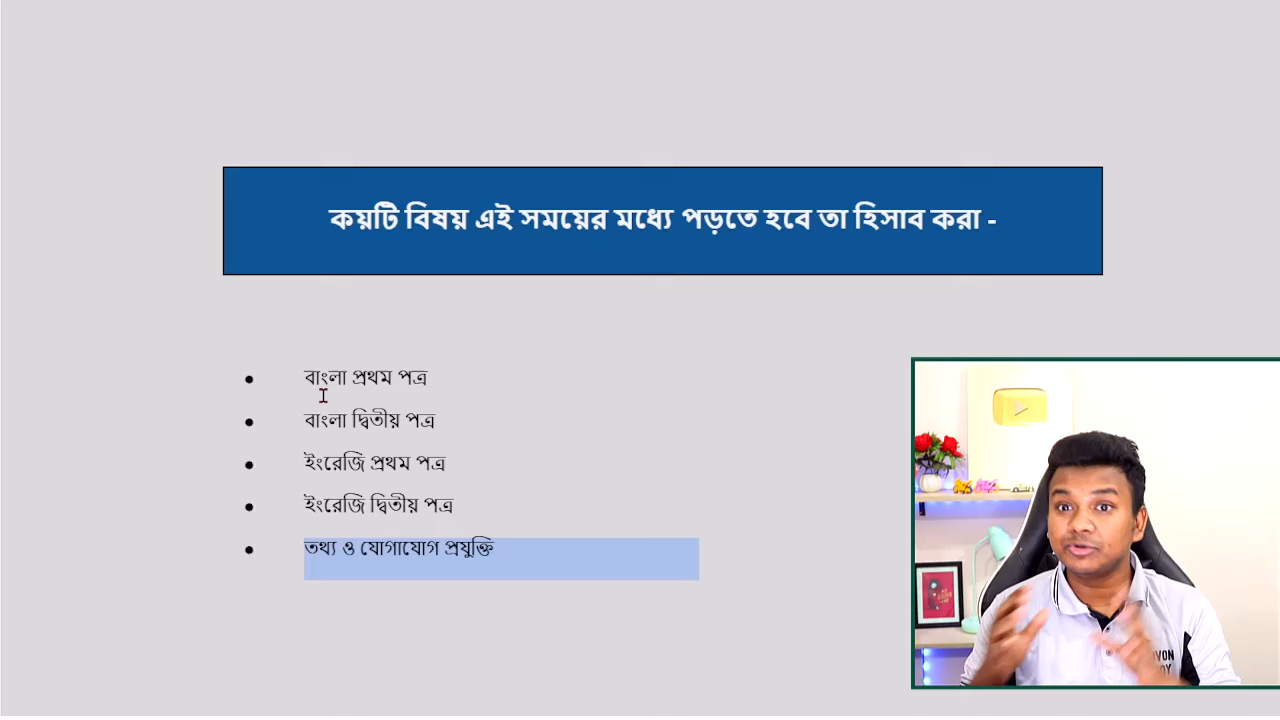 কয়টি বিষয় এই সময়ের মধ্যে পড়তে হবে তা হিসাব করা -
বাংলা প্রথম পত্র
বাংলা দ্বিতীয় পত্র
ইংরেজি প্রথম পত্র
ইংরেজি দ্বিতীয় পত্র
তথ্য ও যোগাযোগ প্রযুক্তি